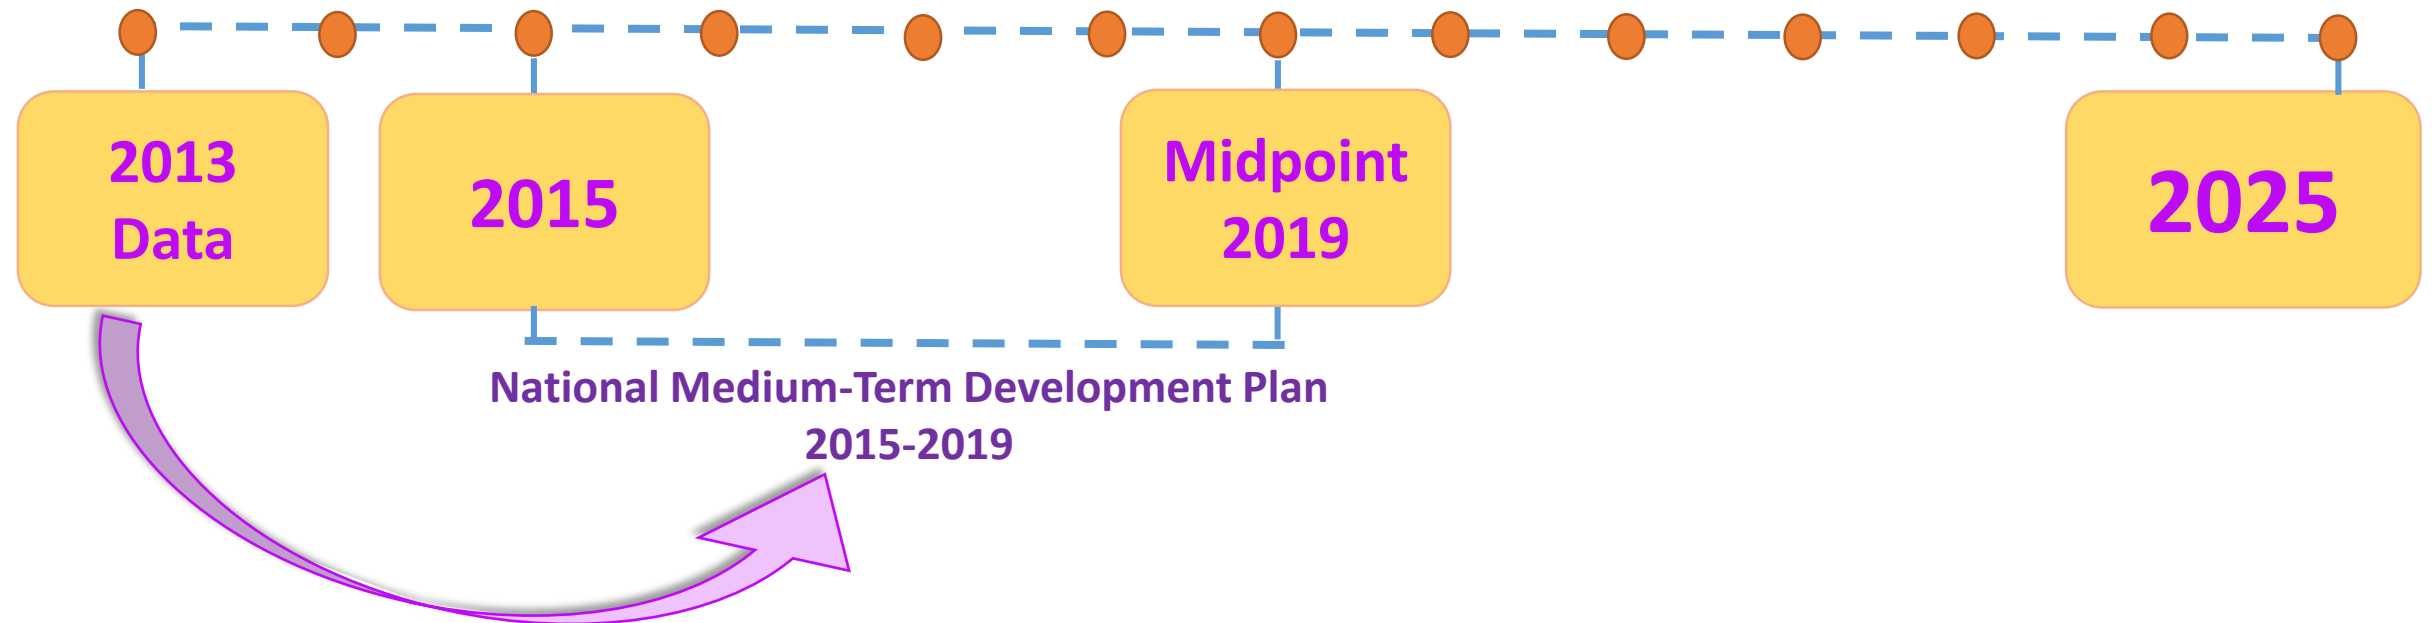 2013
Data
2015
Midpoint
2019
2025
National Medium-Term Development Plan
2015-2019